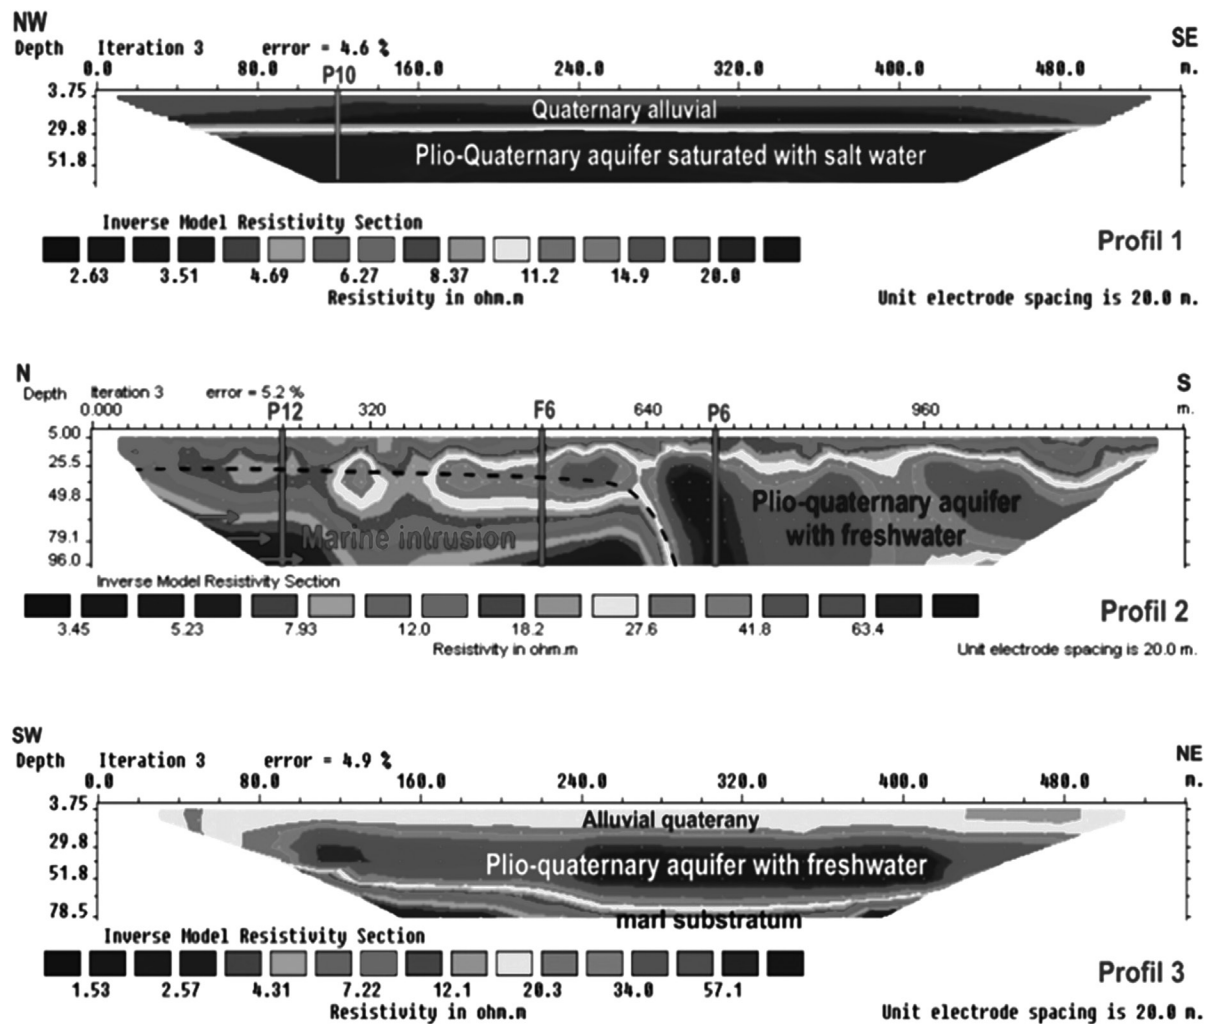 NW
SE
Depth Iteration 3 error = 4.6 %
0.0 80.0 160.0 240.0 320.0 400.0 480.0 m.
P10
3.75
Quaternary alluvial
29.8
51.8
Plio-Quaternary aquifer saturated with salt water
Inverse Model Resistivity Section
2.63 3.51 4.69 6.27 8.37 11.2 14.9 20.0
Profil 1
Resistivity in ohm.m
Unit electrode spacing is 20.0 m.
N
S
Depth Iteration 3 error = 5.2 %
0.000 P12 320 F6 640 P6 960 m.
5.00
25.5
49.8
79.1
96.0
Plio-quaternary aquifer
with freshwater
Marine intrusion
Inverse Model Resistivity Section
3.45 5.23 7.93 12.0 18.2 27.6 41.8 63.4
Profil 2
Resistivity in ohm.m
Unit electrode spacing is 20.0 m.
SW
NE
Depth Iteration 3 error = 4.9 %
0.0 80.0 160.0 240.0 320.0 400.0 480.0 m.
3.75
Alluvial quaterany
29.8
51.8
Plio-quaternary aquifer with freshwater
78.5
marl substratum
Inverse Model Resistivity Section
1.53 2.57 4.31 7.22 12.1 20.3 34.0 57.1
Profil 3
Resistivity in ohm.m
Unit electrode spacing is 20.0 m.